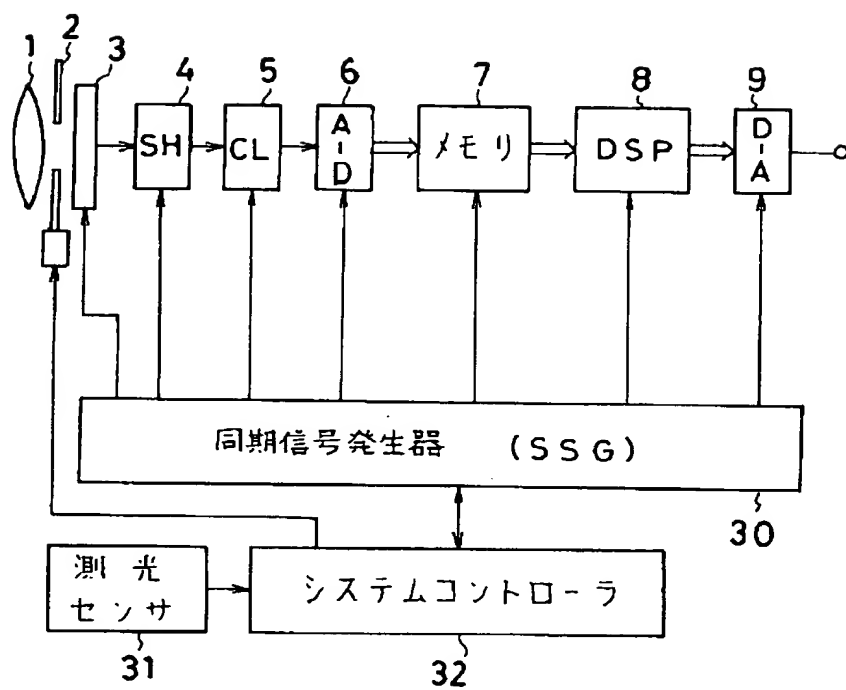 1
2
3
4
5
6
7
8
9
SH
CL
A-D
メモリ
DSP
D-A
同期信号発生器 (SSG)
30
測光
センサ
31
システムコントローラ
32